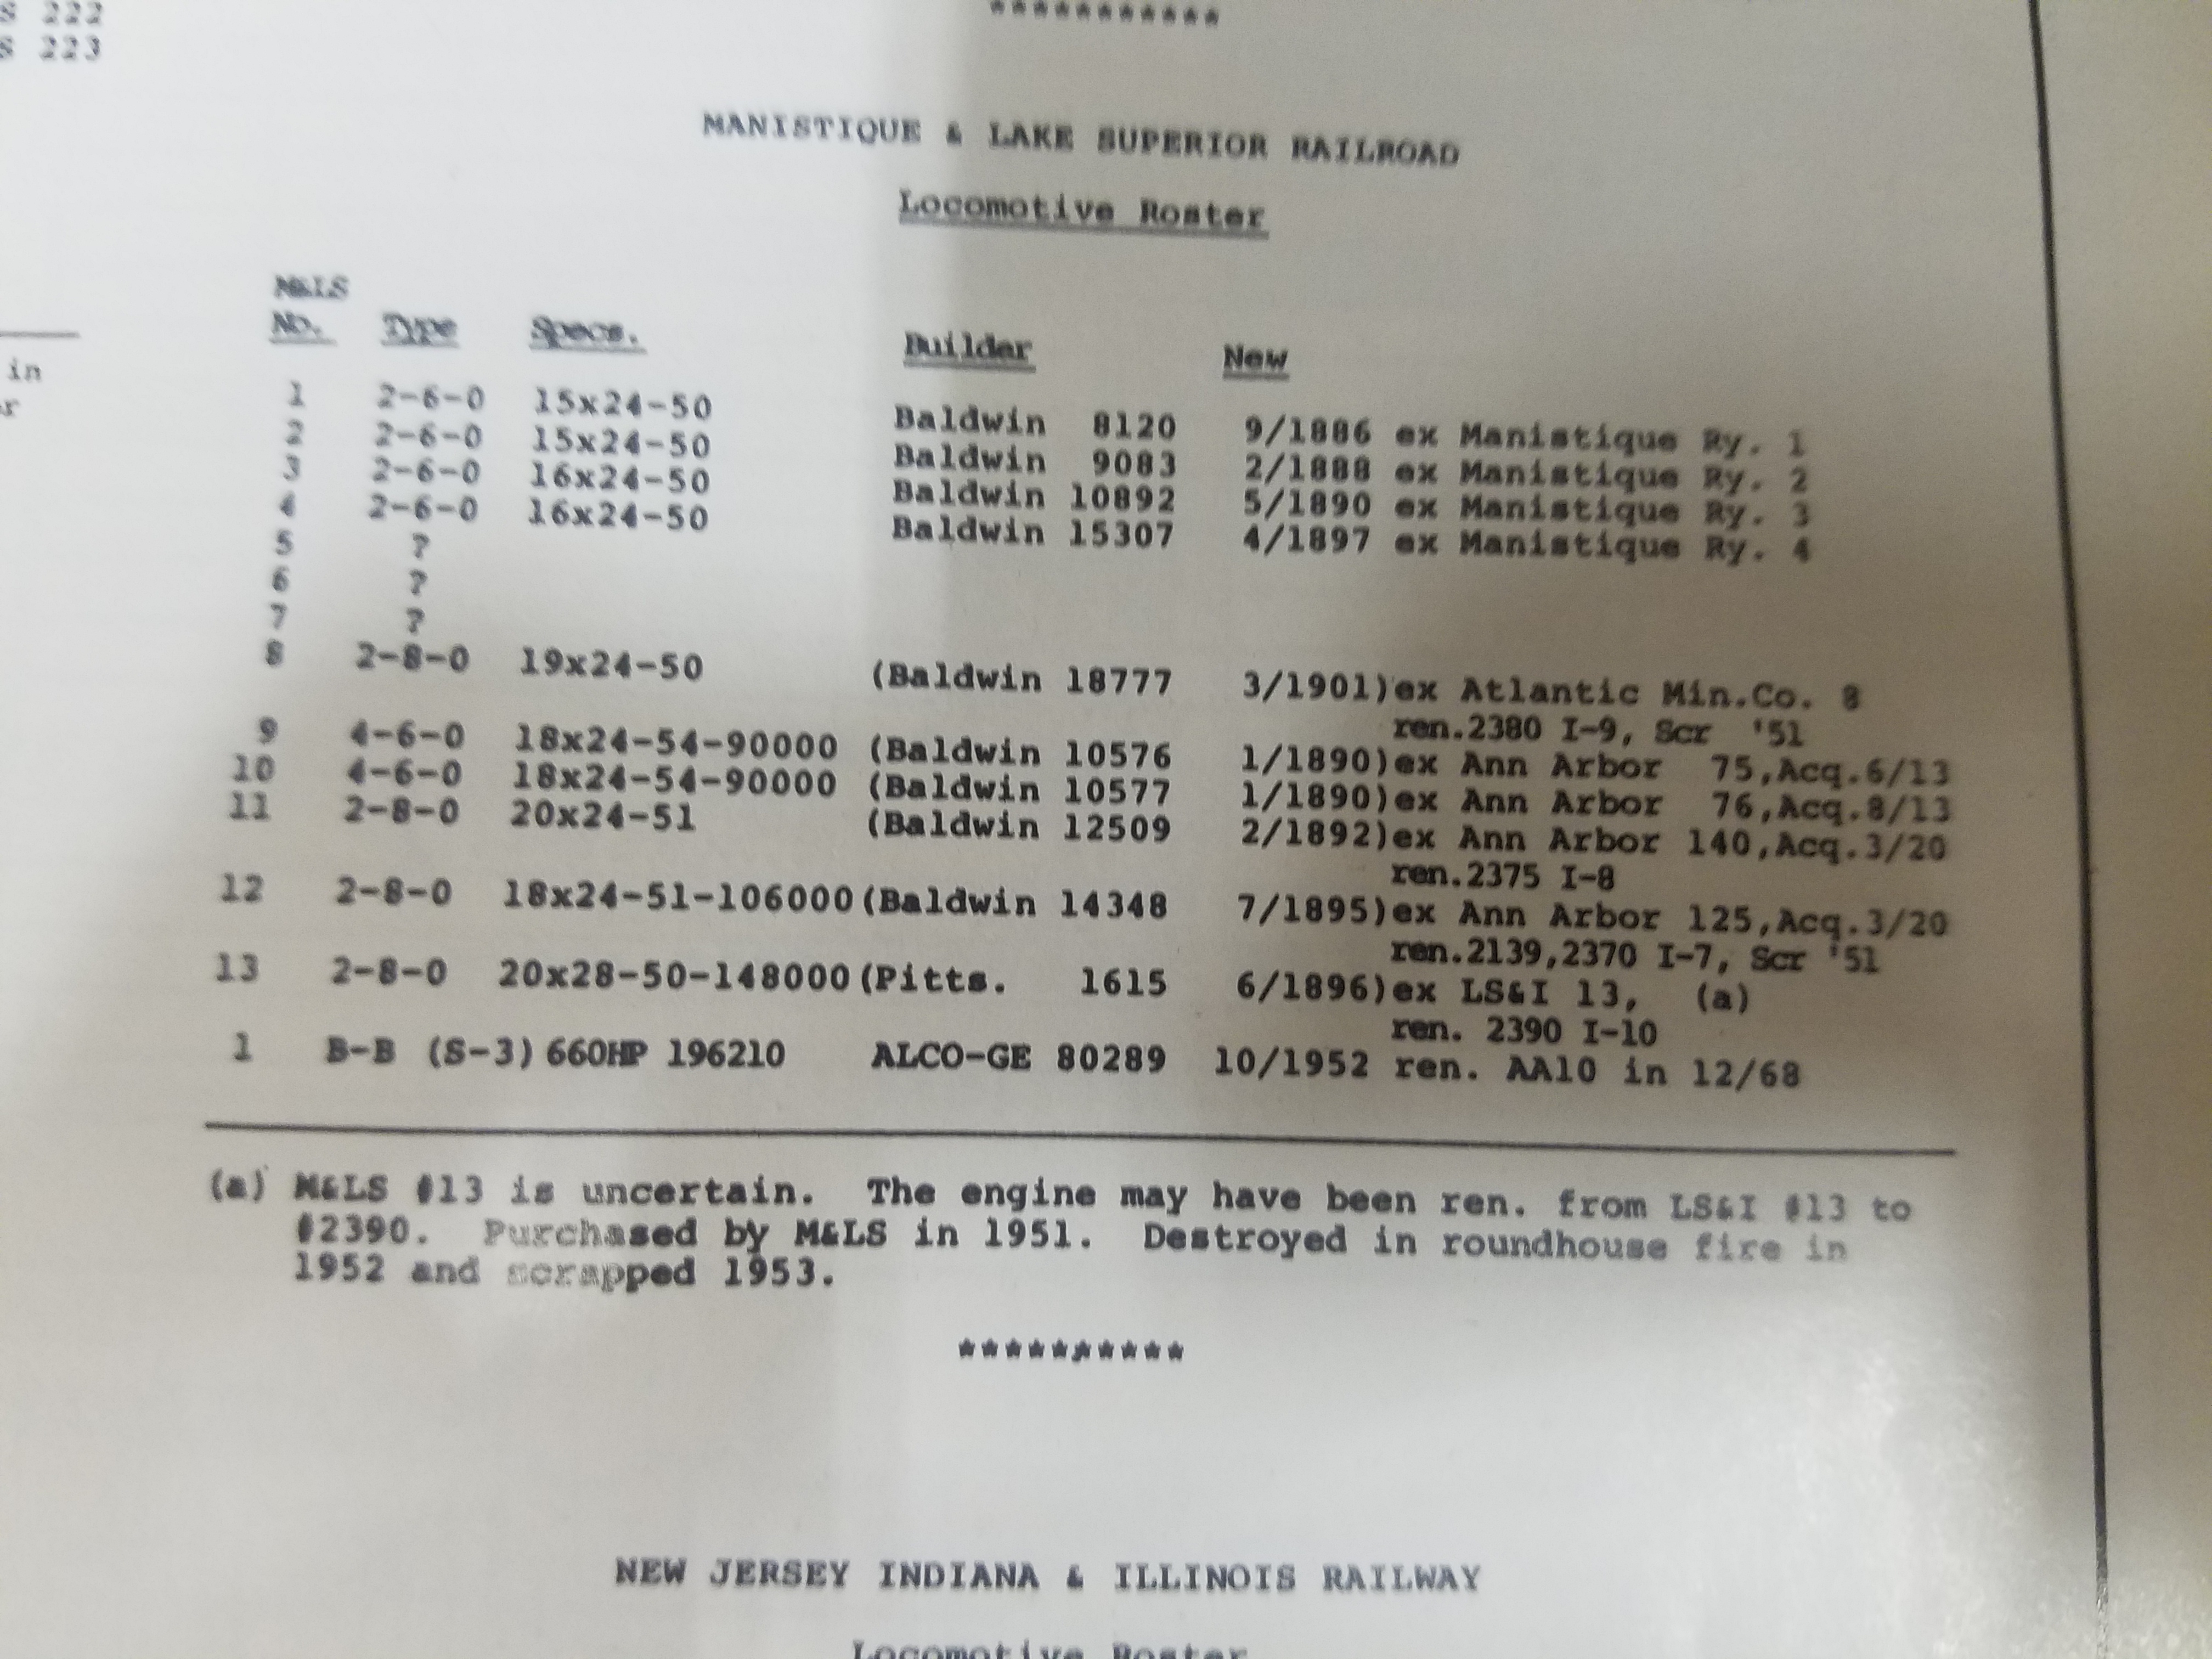 S 222
S 223
***********
MANISTIQUE & LAKE SUPERIOR RAILROAD
Locomotive Roster
M&LS
No. Type Specs. Builder New
in
1 2-6-0 15x24-50 Baldwin 8120 9/1886 ex Manistique Ry. 1
2 2-6-0 15x24-50 Baldwin 9083 2/1888 ex Manistique Ry. 2
3 2-6-0 16x24-50 Baldwin 10892 5/1890 ex Manistique Ry. 3
4 2-6-0 16x24-50 Baldwin 15307 4/1897 ex Manistique Ry. 4
5 ?
6 ?
7 ?
8 2-8-0 19x24-50 (Baldwin 18777 3/1901)ex Atlantic Min.Co. 8
ren.2380 I-9, Scr '51
9 4-6-0 18x24-54-90000 (Baldwin 10576 1/1890)ex Ann Arbor 75,Acq.6/13
10 4-6-0 18x24-54-90000 (Baldwin 10577 1/1890)ex Ann Arbor 76,Acq.8/13
11 2-8-0 20x24-51 (Baldwin 12509 2/1892)ex Ann Arbor 140,Acq.3/20
ren.2375 I-8
12 2-8-0 18x24-51-106000 (Baldwin 14348 7/1895)ex Ann Arbor 125,Acq.3/20
ren.2139,2370 I-7, Scr '51
13 2-8-0 20x28-50-148000 (Pitts. 1615 6/1896)ex LS&I 13, (a)
ren. 2390 I-10
1 B-B (S-3) 660HP 196210 ALCO-GE 80289 10/1952 ren. AA10 in 12/68
(a) M&LS #13 is uncertain. The engine may have been ren. from LS&I #13 to
#2390. Purchased by M&LS in 1951. Destroyed in roundhouse fire in
1952 and scrapped 1953.
**********
NEW JERSEY INDIANA & ILLINOIS RAILWAY
Locomotive Roster